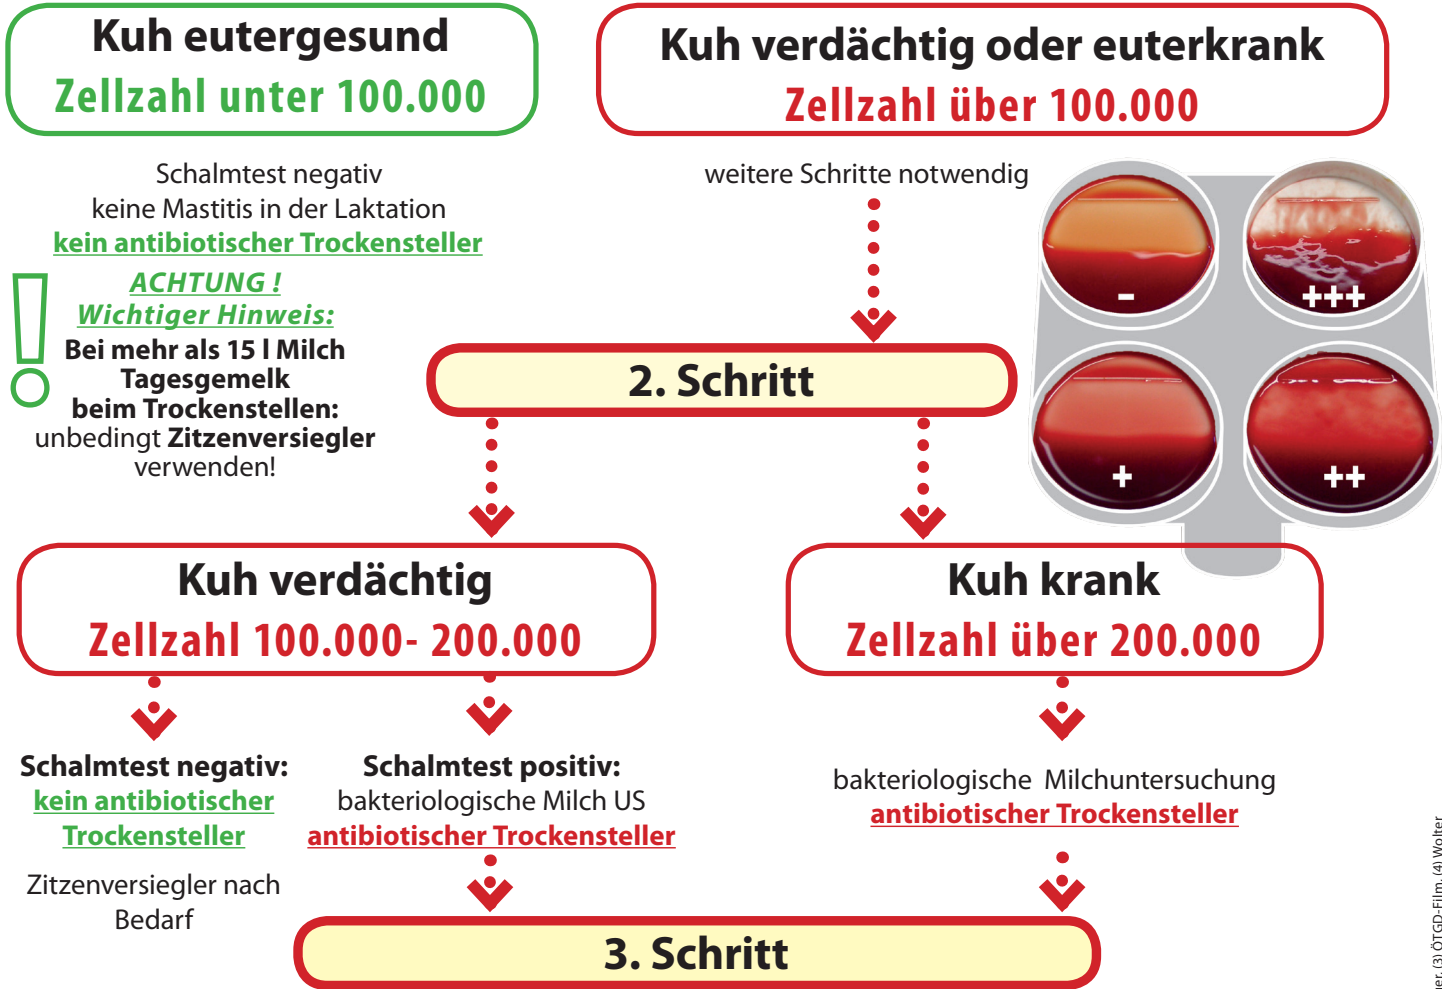 Kuh eutergesund
Zellzahl unter 100.000
Schalmtest negativ
keine Mastitis in der Laktation
kein antibiotischer Trockensteller
ACHTUNG !
Wichtiger Hinweis:
Bei mehr als 15 l Milch
Tagesgemelk
beim Trockenstellen:
unbedingt Zitzenversiegler
verwenden!
Kuh verdächtig oder euterkrank
Zellzahl über 100.000
weitere Schritte notwendig
-
+++
+
++
2. Schritt
Kuh verdächtig
Zellzahl 100.000- 200.000
Schalmtest negativ:
kein antibiotischer
Trockensteller
Zitzenversiegler nach
Bedarf
Schalmtest positiv:
bakteriologische Milch US
antibiotischer Trockensteller
Kuh krank
Zellzahl über 200.000
bakteriologische Milchuntersuchung
antibiotischer Trockensteller
3. Schritt
(3) ÖTGD-Film, (4) Wolter